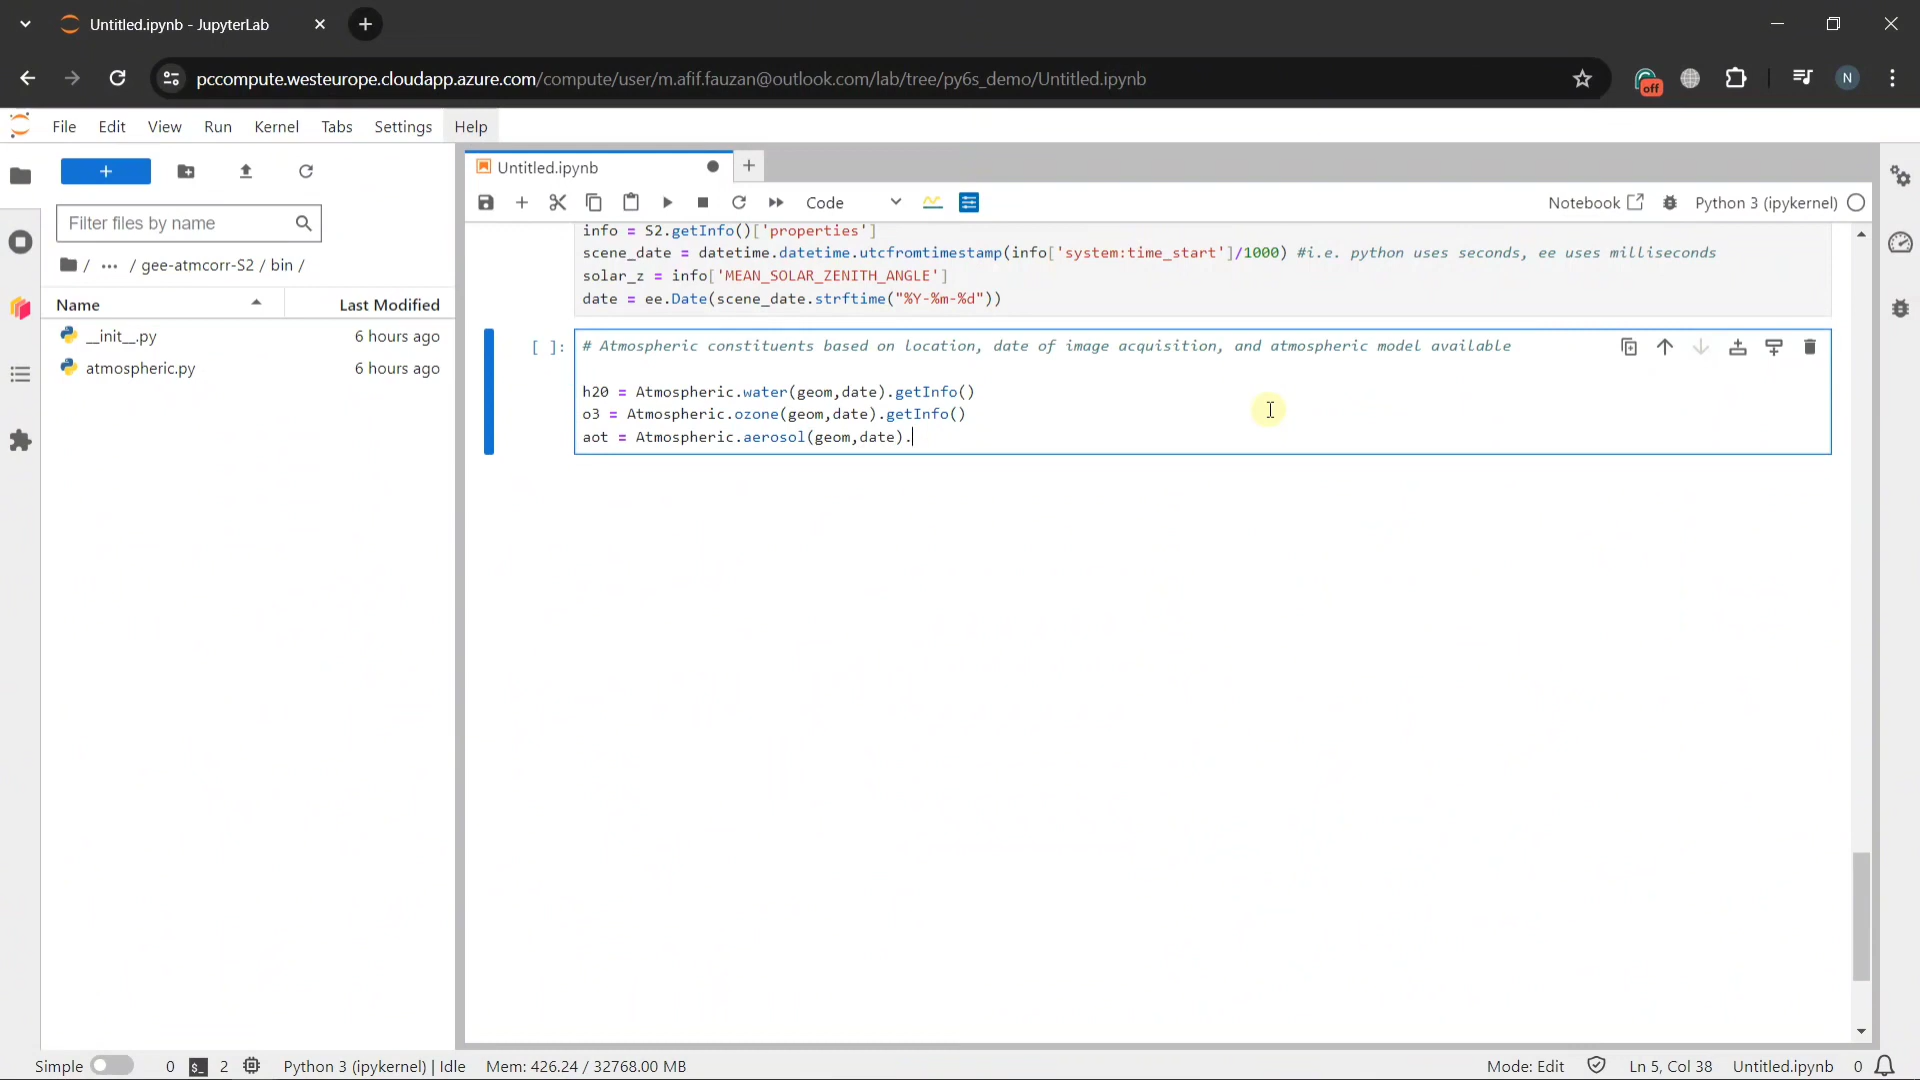 Untitled.ipynb - JupyterLab
pccompute.westeurope.cloudapp.azure.com/compute/user/m.afif.fauzan@outlook.com/lab/tree/py6s_demo/Untitled.ipynb
off
N
File Edit View Run Kernel Tabs Settings Help
Untitled.ipynb
Filter files by name
Code
Notebook
Python 3 (ipykernel)
/ ... / gee-atmcorr-S2 / bin /
Name Last Modified
__init__.py 6 hours ago
atmospheric.py 6 hours ago
info = S2.getInfo()['properties']
scene_date = datetime.datetime.utcfromtimestamp(info['system:time_start']/1000) #i.e. python uses seconds, ee uses milliseconds
solar_z = info['MEAN_SOLAR_ZENITH_ANGLE']
date = ee.Date(scene_date.strftime("%Y-%m-%d"))
[ ]: # Atmospheric constituents based on location, date of image acquisition, and atmospheric model available
h20 = Atmospheric.water(geom,date).getInfo()
o3 = Atmospheric.ozone(geom,date).getInfo()
aot = Atmospheric.aerosol(geom,date).
Simple 0 $_ 2 Python 3 (ipykernel) | Idle Mem: 426.24 / 32768.00 MB Mode: Edit Ln 5, Col 38 Untitled.ipynb 0